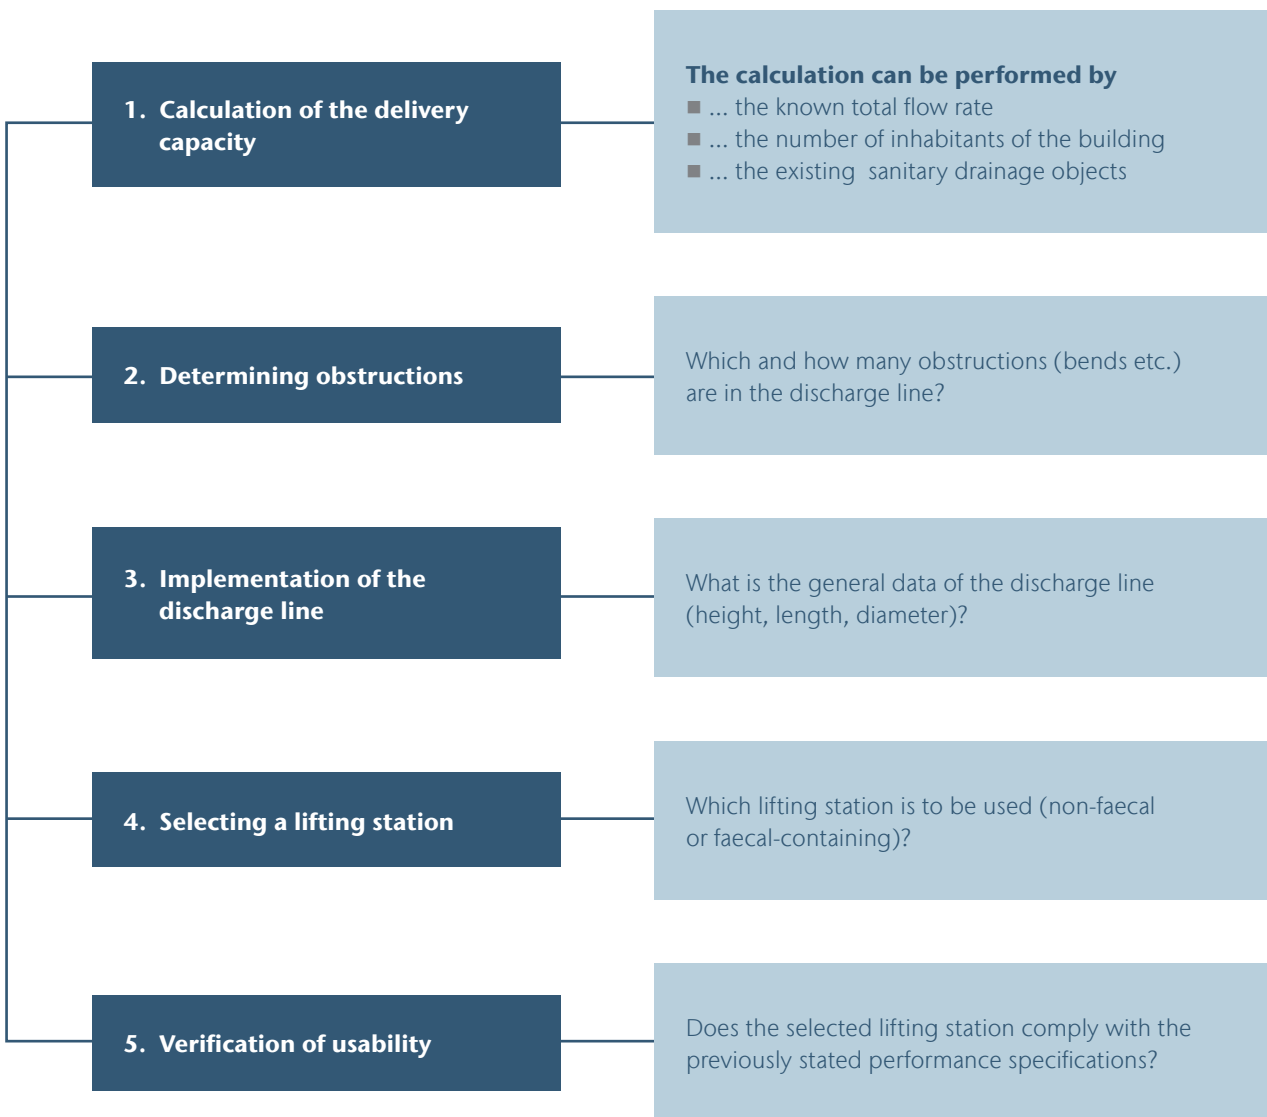 1. Calculation of the delivery
capacity
The calculation can be performed by
■ ... the known total flow rate
■ ... the number of inhabitants of the building
■ ... the existing  sanitary drainage objects
2. Determining obstructions
Which and how many obstructions (bends etc.)
are in the discharge line?
3. Implementation of the
discharge line
What is the general data of the discharge line
(height, length, diameter)?
4. Selecting a lifting station
Which lifting station is to be used (non-faecal
or faecal-containing)?
5. Verification of usability
Does the selected lifting station comply with the
previously stated performance specifications?